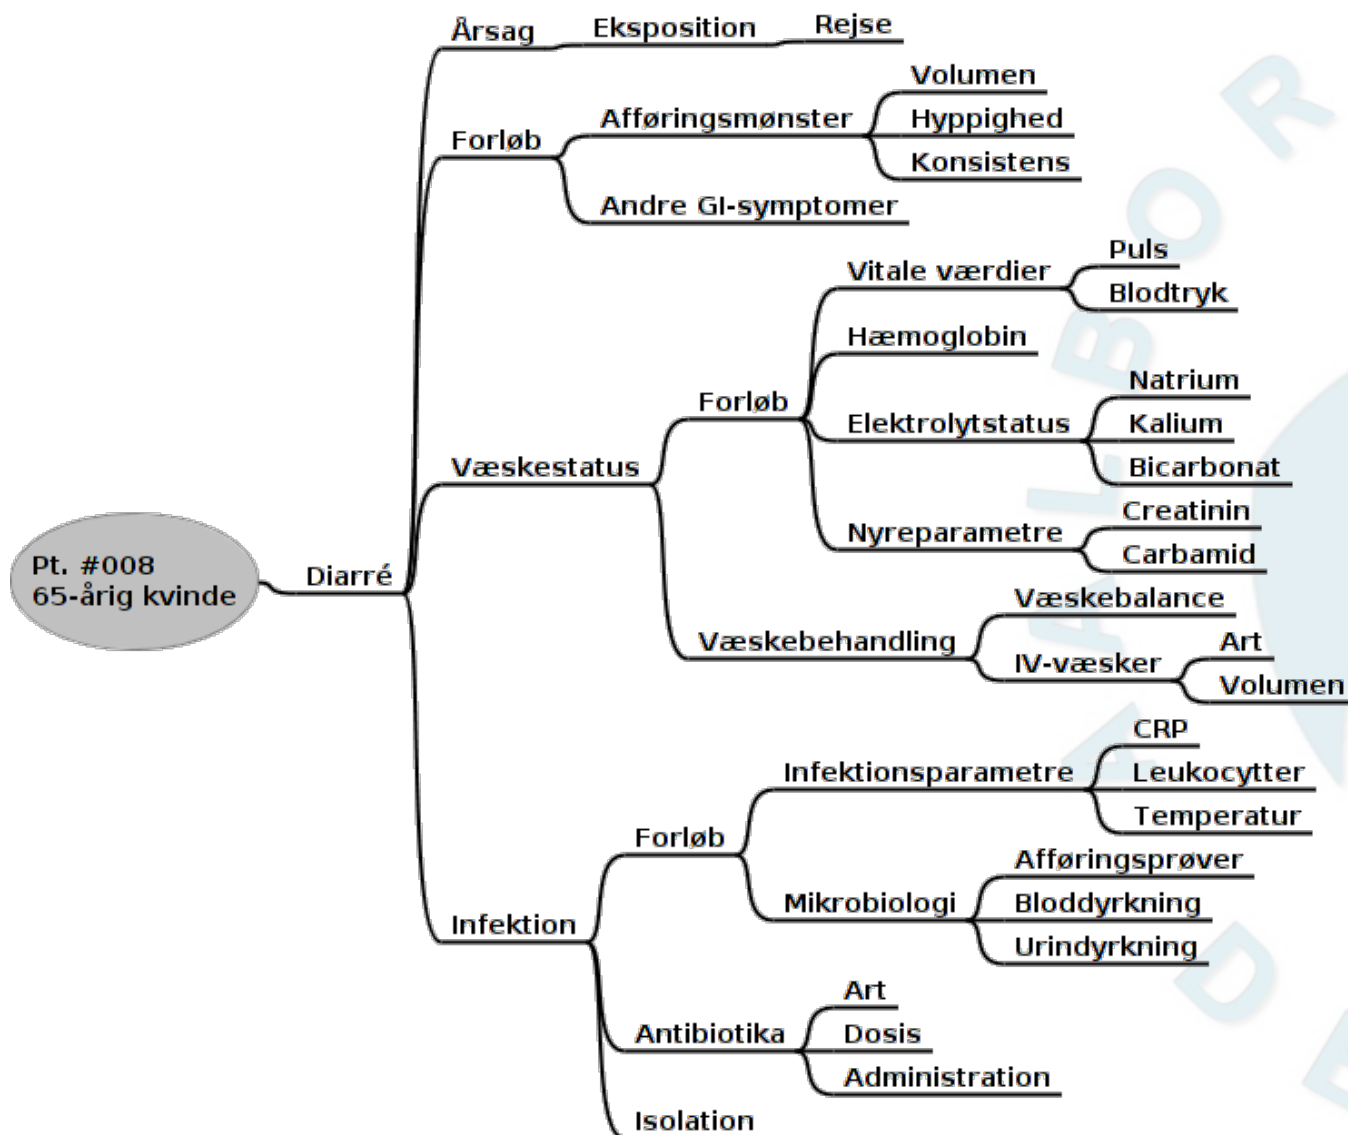 Årsag
Eksposition
Rejse
Forløb
Afføringsmønster
Volumen
Hyppighed
Konsistens
Andre GI-symptomer
Pt. #008
65-årig kvinde
Diarré
Væskestatus
Forløb
Vitale værdier
Puls
Blodtryk
Hæmoglobin
Elektrolytstatus
Natrium
Kalium
Bicarbonat
Nyreparametre
Creatinin
Carbamid
Væskebehandling
Væskebalance
IV-væsker
Art
Volumen
Infektion
Forløb
Infektionsparametre
CRP
Leukocytter
Temperatur
Mikrobiologi
Afføringsprøver
Bloddyrkning
Urindyrkning
Antibiotika
Art
Dosis
Administration
Isolation
D A A L B O R